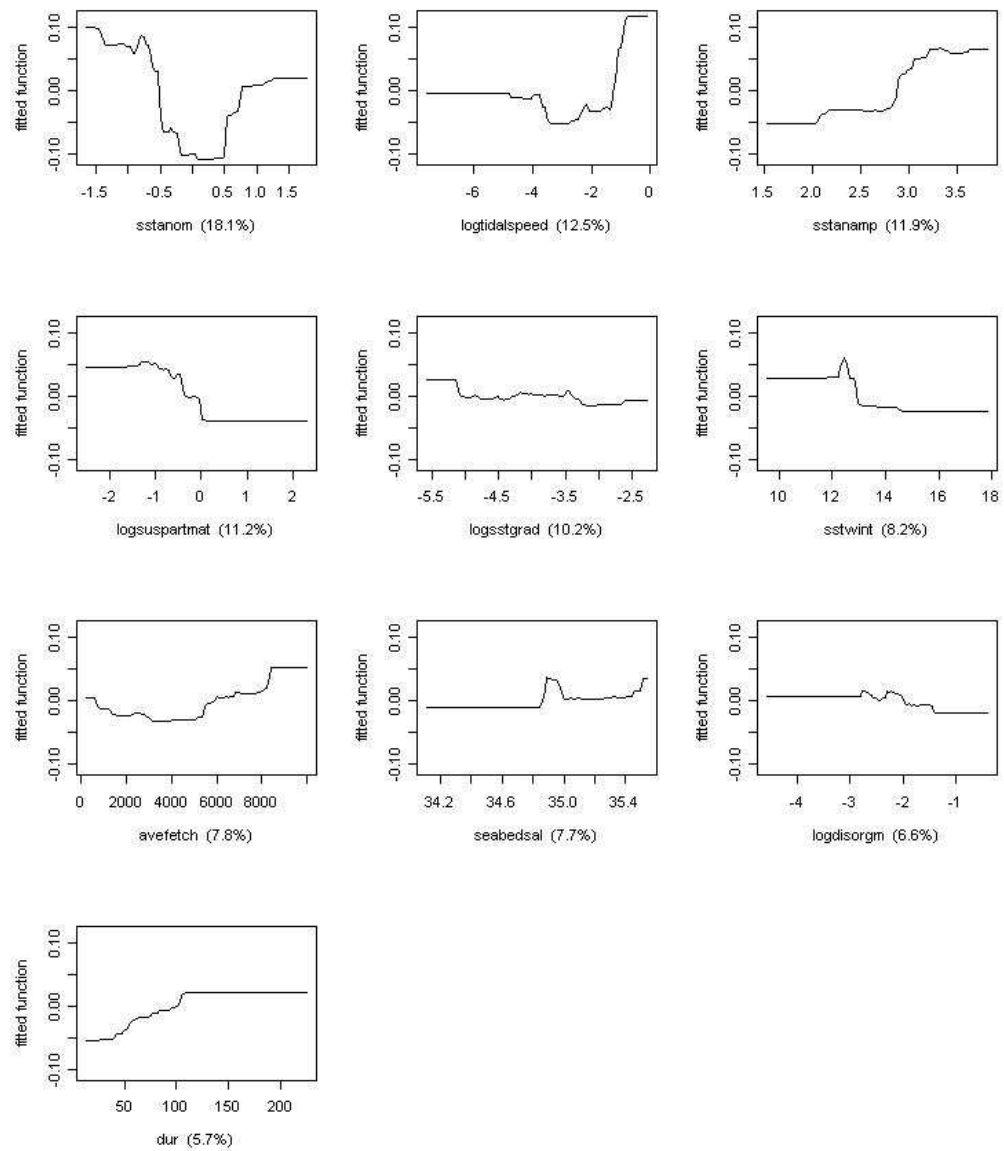 fitted function
-0.10 0.00 0.10
-1.5 -0.5 0.5 1.0 1.5
sstanom (18.1%)
fitted function
-0.10 0.00 0.10
-6 -4 -2 0
logtidalspeed (12.5%)
fitted function
-0.10 0.00 0.10
1.5 2.0 2.5 3.0 3.5
sstanamp (11.9%)
fitted function
-0.10 0.00 0.10
-2 -1 0 1 2
logsuspartmat (11.2%)
fitted function
-0.10 0.00 0.10
-5.5 -4.5 -3.5 -2.5
logsstgrad (10.2%)
fitted function
-0.10 0.00 0.10
10 12 14 16 18
sstwint (8.2%)
fitted function
-0.10 0.00 0.10
0 2000 4000 6000 8000
avefetch (7.8%)
fitted function
-0.10 0.00 0.10
34.2 34.6 35.0 35.4
seabedsal (7.7%)
fitted function
-0.10 0.00 0.10
-4 -3 -2 -1
logdisorgm (6.6%)
fitted function
-0.10 0.00 0.10
50 100 150 200
dur (5.7%)